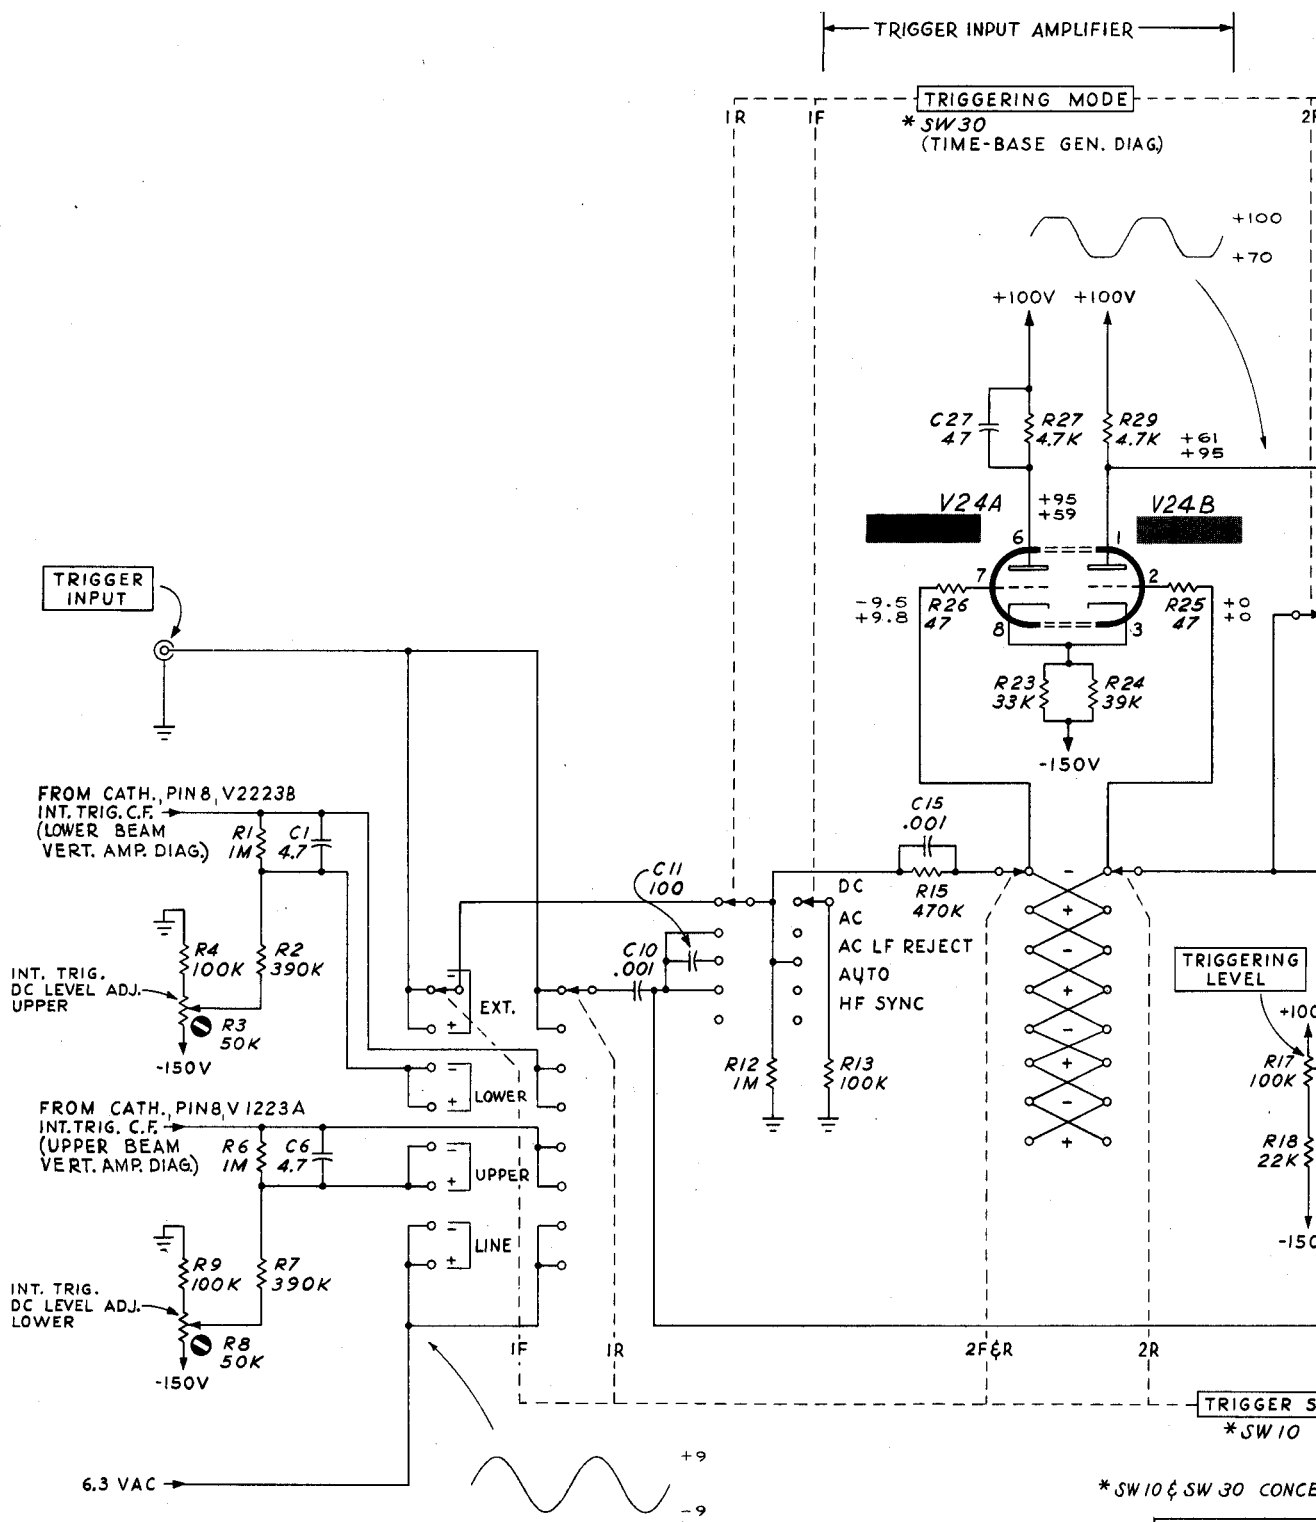 TRIGGER INPUT AMPLIFIER
TRIGGERING MODE
1R
1F
* SW30
(TIME-BASE GEN. DIAG.)
+100
+70
+100V
+100V
C27
47
R27
4.7K
R29
4.7K
+61
+95
V24A
+95
+59
V24B
6
1
7
2
8
3
-9.5
+9.8
R26
47
R25
47
+0
+0
R23
33K
R24
39K
-150V
TRIGGER
INPUT
FROM CATH., PIN 8, V2223B
INT. TRIG. C.F.
(LOWER BEAM
VERT. AMP. DIAG.)
R1
1M
C1
4.7
R4
100K
R2
390K
INT. TRIG.
DC LEVEL ADJ.
UPPER
R3
50K
-150V
FROM CATH., PIN 8, V1223A
INT. TRIG. C.F.
(UPPER BEAM
VERT. AMP. DIAG.)
R6
1M
C6
4.7
R9
100K
R7
390K
INT. TRIG.
DC LEVEL ADJ.
LOWER
R8
50K
-150V
6.3 VAC
+9
-9
-
+
EXT.
-
+
LOWER
-
+
UPPER
-
+
LINE
C10
.001
C11
100
DC
AC
AC LF REJECT
AUTO
HF SYNC
R12
1M
R13
100K
C15
.001
R15
470K
-
+
-
+
-
+
-
+
TRIGGERING
LEVEL
R17
100K
R18
22K
1F
1R
2F&R
2R
TRIGGER
* SW10
* SW 10 & SW 30